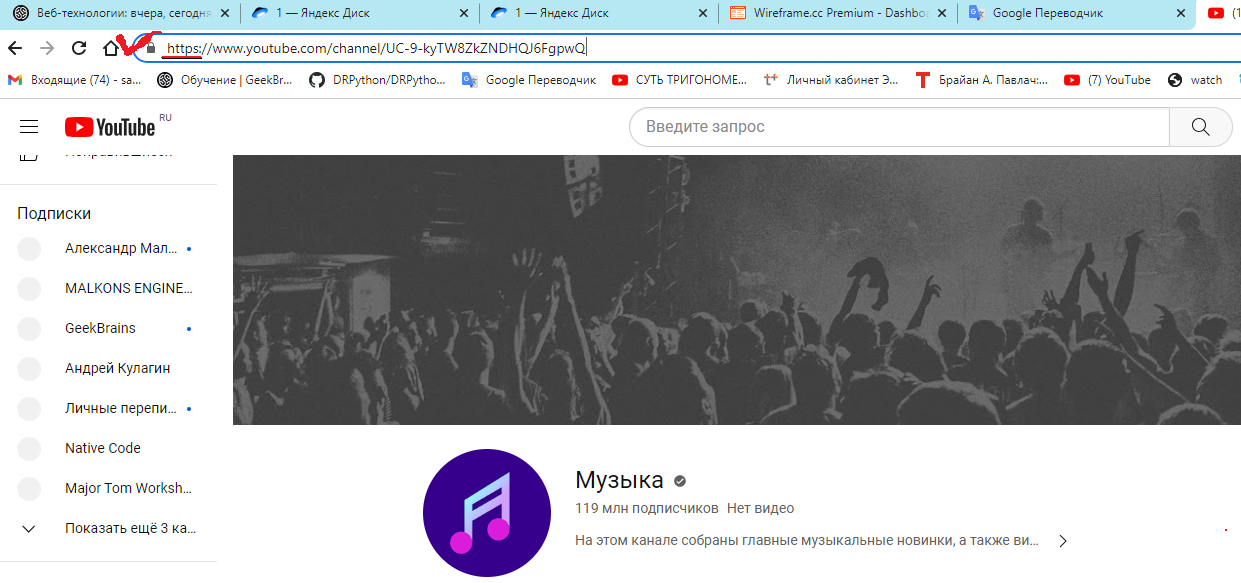 Веб-технологии: вчера, сегодня
1 — Яндекс Диск
1 — Яндекс Диск
Wireframe.cc Premium - Dashboa
Google Переводчик
(1
https://www.youtube.com/channel/UC-9-kyTW8ZkZNDHQJ6FgpwQ
Входящие (74) - sa...
Обучение | GeekBr...
DRPython/DRPytho...
Google Переводчик
СУТЬ ТРИГОНОМЕ...
Личный кабинет Э...
Брайан А. Павлач:...
(7) YouTube
watch
YouTube RU
Введите запрос
Подписки
Александр Мал...
MALKONS ENGINE...
GeekBrains
Андрей Кулагин
Личные перепи...
Native Code
Major Tom Worksh...
Показать ещё 3 ка...
Музыка
119 млн подписчиков Нет видео
На этом канале собраны главные музыкальные новинки, а также ви...